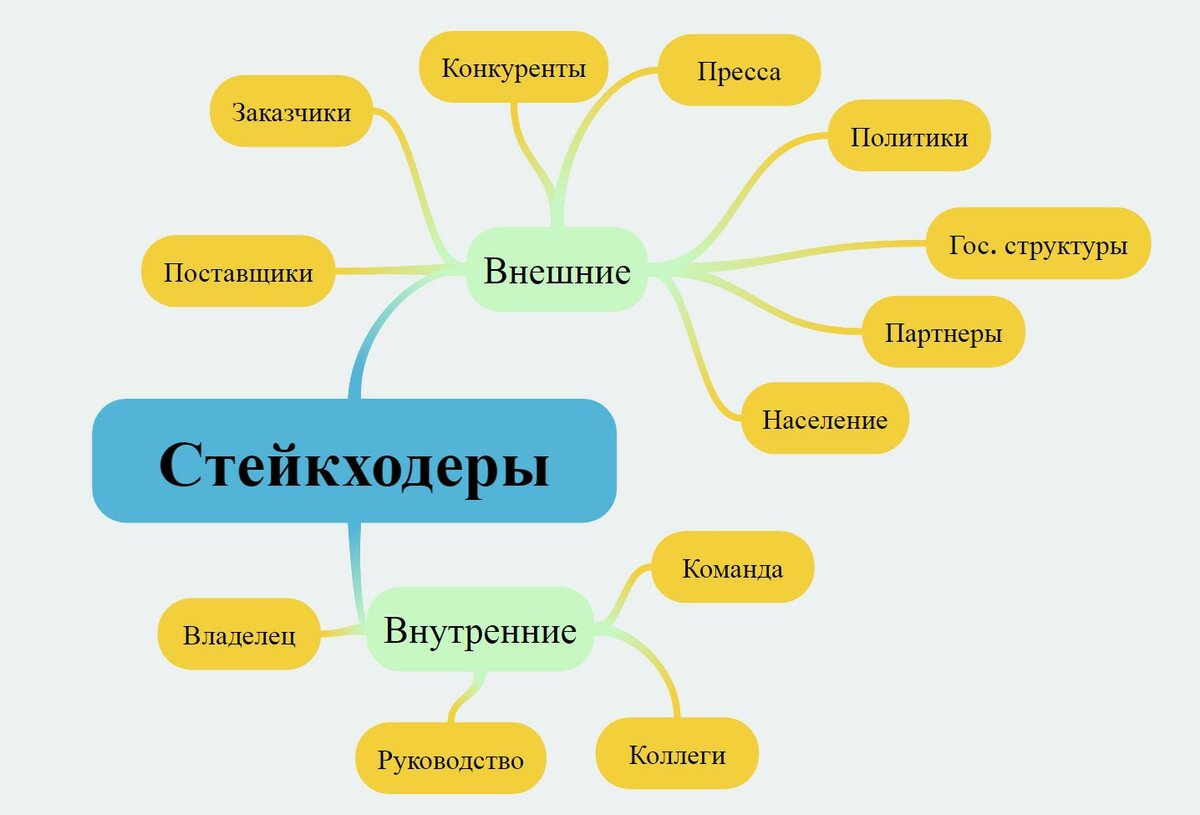 Конкуренты
Пресса
Заказчики
Политики
Гос. структуры
Поставщики
Внешние
Партнеры
Население
Стейкходеры
Команда
Владелец
Внутренние
Руководство
Коллеги